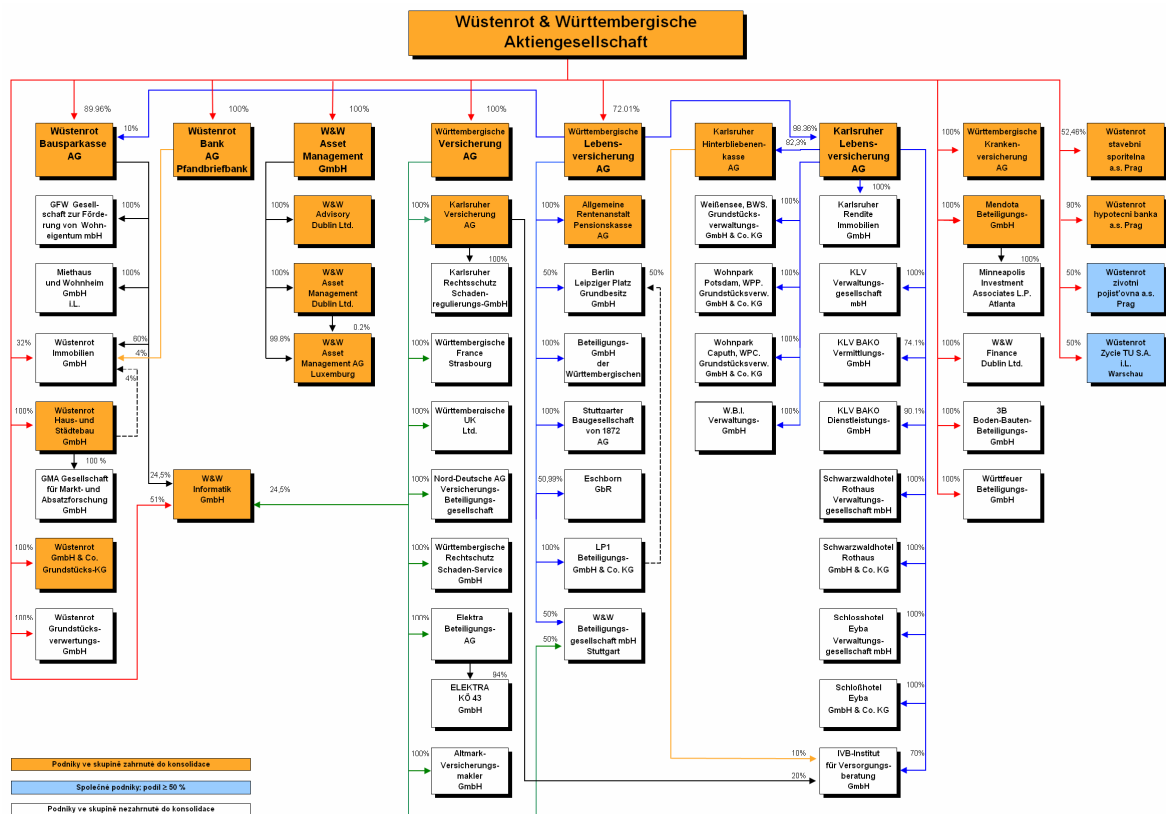 Wüstenrot & Württembergische
Aktiengesellschaft
89.96%
100%
100%
100%
72.01%
Wüstenrot
Bausparkasse
AG
10%
Wüstenrot
Bank
AG
Pfandbriefbank
W&W
Asset
Management
GmbH
Württembergische
Versicherung
AG
Württembergische
Lebens-
versicherung
AG
Karlsruher
Hinterbliebenen-
kasse
AG
98.36%
82,3%
Karlsruher
Lebens-
versicherung
AG
100%
Württembergische
Kranken-
versicherung
AG
52,46%
Wüstenrot
stavebni
sporitelna
a.s. Prag
100%
GFW Gesell-
schaft zur Förde-
rung von Wohn-
eigentum mbH
100%
100%
W&W
Advisory
Dublin Ltd.
100%
Karlsruher
Versicherung
AG
100%
100%
Allgemeine
Rentenanstalt
Pensionskasse
AG
Weißensee, BWS.
Grundstücks-
verwaltungs-
GmbH & Co. KG
100%
Karlsruher
Rendite
Immobilien
GmbH
100%
Mendota
Beteiligungs-
GmbH
100%
90%
Wüstenrot
hypotecni banka
a.s. Prag
Miethaus
und Wohnheim
GmbH
i.L.
100%
100%
W&W
Asset
Management
Dublin Ltd.
0.2%
Karlsruher
Rechtsschutz
Schaden-
regulierungs-GmbH
50%
Berlin
Leipziger Platz
Grundbesitz
GmbH
50%
Wohnpark
Potsdam, WPP.
Grundstücksverw.
GmbH & Co. KG
100%
KLV
Verwaltungs-
gesellschaft
mbH
100%
Minneapolis
Investment
Associates L.P.
Atlanta
50%
Wüstenrot
zivotni
pojist'ovna a.s.
Prag
32%
Wüstenrot
Immobilien
GmbH
60%
4%
4%
99.8%
W&W
Asset
Management AG
Luxemburg
100%
Württembergische
France
Strasbourg
100%
Beteiligungs-
GmbH
der
Württembergischen
Wohnpark
Caputh, WPC.
Grundstücksverw.
GmbH & Co. KG
100%
KLV BAKO
Vermittlungs-
GmbH
74.1%
100%
W&W
Finance
Dublin Ltd.
50%
Wüstenrot
Zycie TU S.A.
i.L.
Warschau
100%
Wüstenrot
Haus- und
Städtebau
GmbH
100 %
100%
Württembergische
UK
Ltd.
100%
Stuttgarter
Baugesellschaft
von 1872
AG
W.B.I.
Verwaltungs-
GmbH
100%
KLV BAKO
Dienstleistungs-
GmbH
90.1%
100%
3B
Boden-Bauten-
Beteiligungs-
GmbH
GMA Gesellschaft
für Markt- und
Absatzforschung
GmbH
24,5%
51%
W&W
Informatik
GmbH
24,5%
100%
Nord-Deutsche AG
Versicherungs-
Beteiligungs-
gesellschaft
50,99%
Eschborn
GbR
Schwarzwaldhotel
Rothaus
Verwaltungs-
gesellschaft mbH
100%
100%
Württfeuer
Beteiligungs-
GmbH
100%
Wüstenrot
GmbH & Co.
Grundstücks-KG
100%
Württembergische
Rechtschutz
Schaden-Service
GmbH
100%
LP1
Beteiligungs-
GmbH & Co. KG
Schwarzwaldhotel
Rothaus
GmbH & Co. KG
100%
100%
Wüstenrot
Grundstücks-
verwertungs-
GmbH
100%
Elektra
Beteiligungs-
AG
94%
50%
50%
W&W
Beteiligungs-
gesellschaft mbH
Stuttgart
Schlosshotel
Eyba
Verwaltungs-
gesellschaft mbH
100%
ELEKTRA
KÖ 43
GmbH
Schloßhotel
Eyba
GmbH & Co. KG
100%
100%
Altmark-
Versicherungs-
makler
GmbH
10%
20%
IVB-Institut
für Versorgungs-
beratung
GmbH
70%
Podniky ve skupině zahrnuté do konsolidace
Společné podniky; podíl ≥ 50 %
Podniky ve skupině nezahrnuté do konsolidace